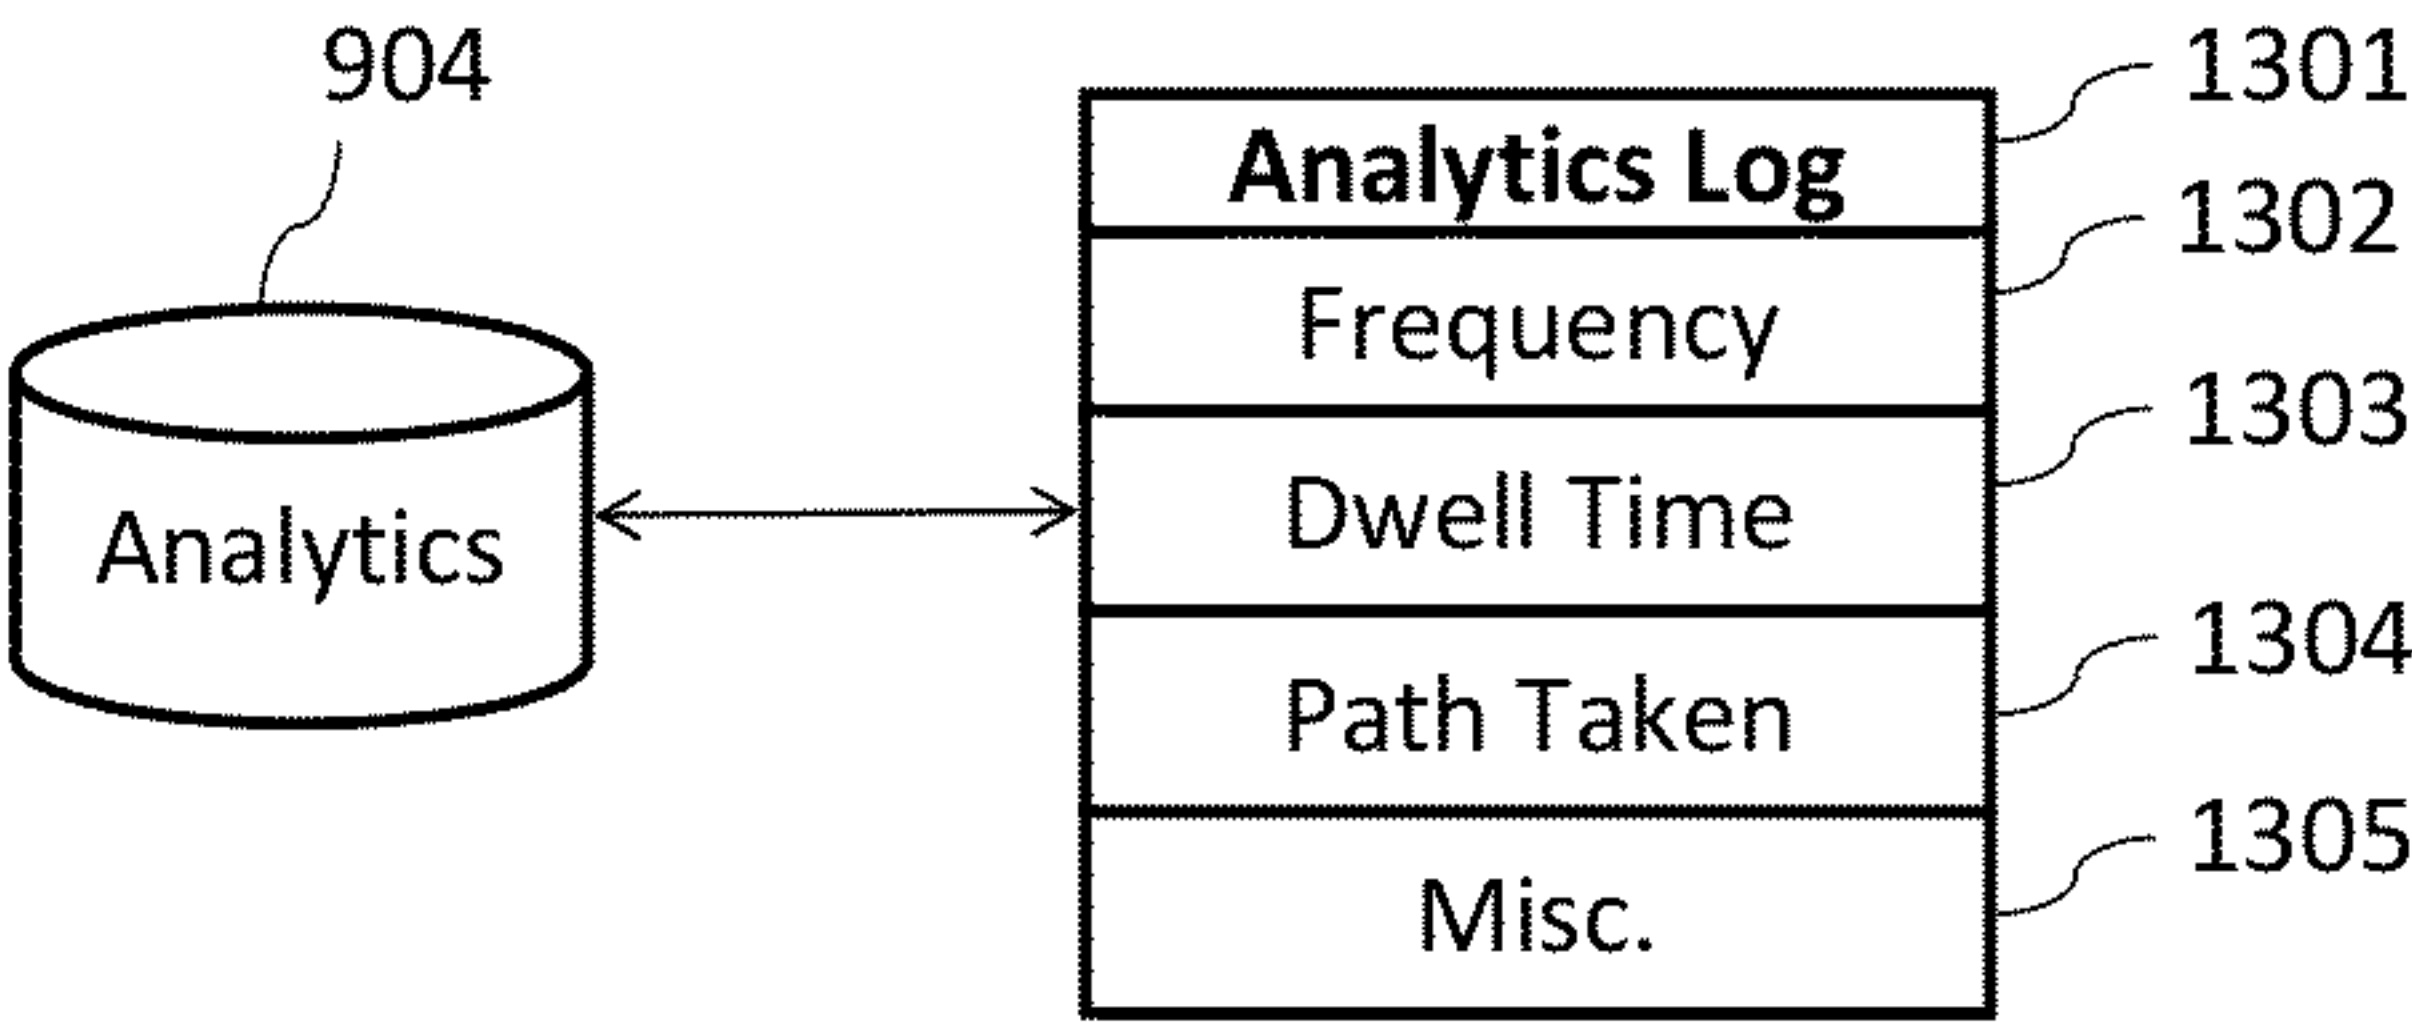 904
Analytics
Analytics Log
1301
Frequency
1302
Dwell Time
1303
Path Taken
1304
Misc.
1305